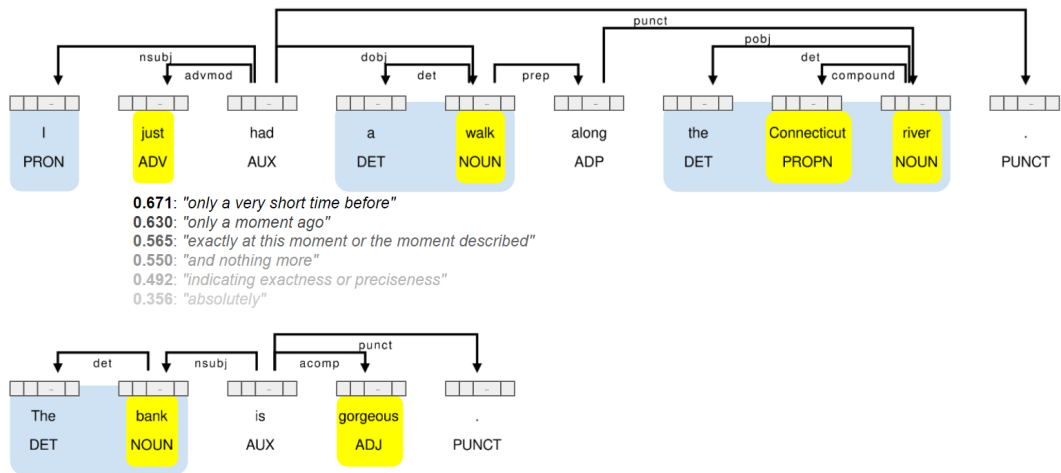 punct
pobj
nsubj dobj det
advmod det prep compound
I just had a walk along the Connecticut river .
PRON ADV AUX DET NOUN ADP DET PROPN NOUN PUNCT
0.671: "only a very short time before"
0.630: "only a moment ago"
0.565: "exactly at this moment or the moment described"
0.550: "and nothing more"
0.492: "indicating exactness or preciseness"
0.356: "absolutely"
punct
det nsubj acomp
The bank is gorgeous .
DET NOUN AUX ADJ PUNCT